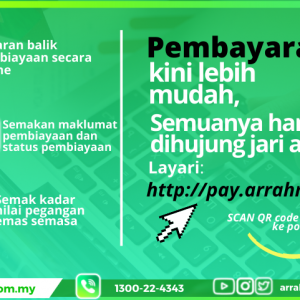 aran balik
biayaan secara
ne
Semakan maklumat
pembiayaan dan
status pembiayaan
Semak kadar
nilai pegangan
emas semasa
Pembayara
kini lebih
mudah,
Semuanya han
dihujung jari a
Layari:
http://pay.arrahn
SCAN QR code
ke po
om.my
1300-22-4343
arrah